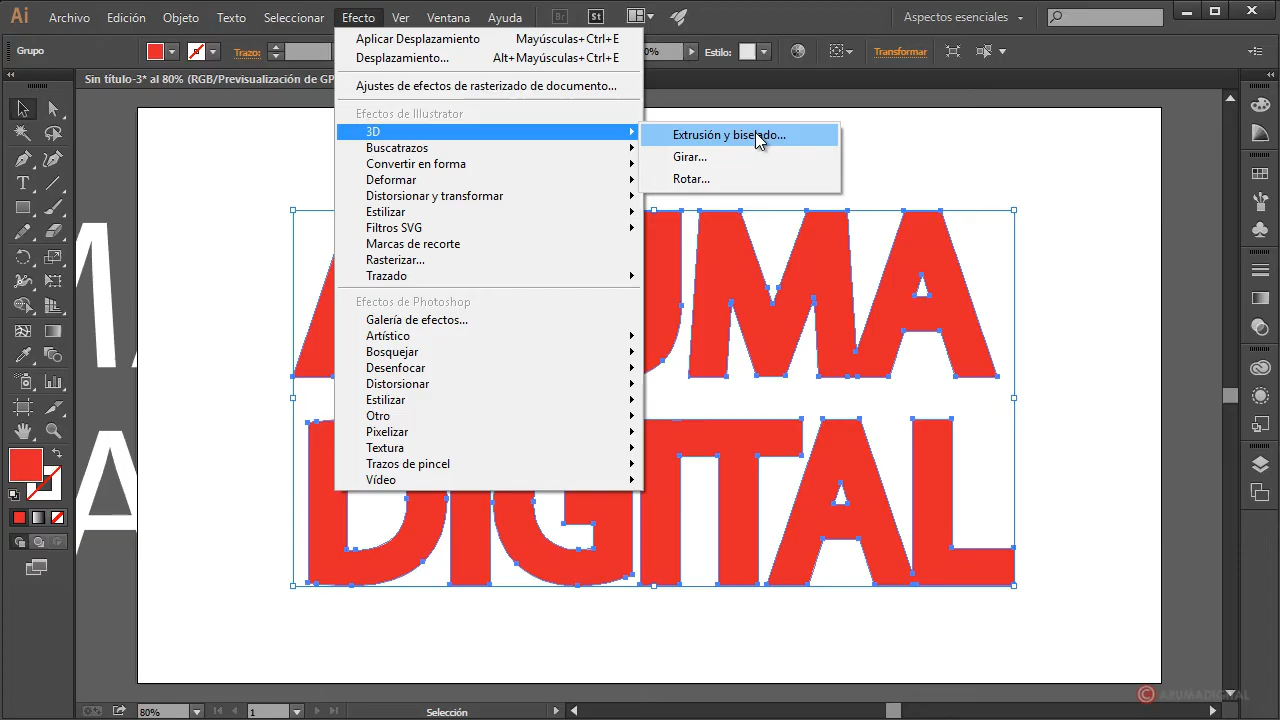 Ai Archivo Edición Objeto Texto Seleccionar Efecto Ver Ventana Ayuda Br St Aspectos esenciales
Grupo Trazo: 0% Estilo: Transformar
Sin título-3* al 80% (RGB/Previsualización de GP
Aplicar Desplazamiento Mayúsculas+Ctrl+E
Desplazamiento... Alt+Mayúsculas+Ctrl+E
Ajustes de efectos de rasterizado de documento...
Efectos de Illustrator
3D
Buscatrazos
Convertir en forma
Deformar
Distorsionar y transformar
Estilizar
Filtros SVG
Marcas de recorte
Rasterizar...
Trazado
Efectos de Photoshop
Galería de efectos...
Artístico
Bosquejar
Desenfocar
Distorsionar
Estilizar
Otro
Pixelizar
Textura
Trazos de pincel
Vídeo
Extrusión y biselado...
Girar...
Rotar...
UMA
DIGITAL
80% 1 Selección
© AZUMADIGITAL